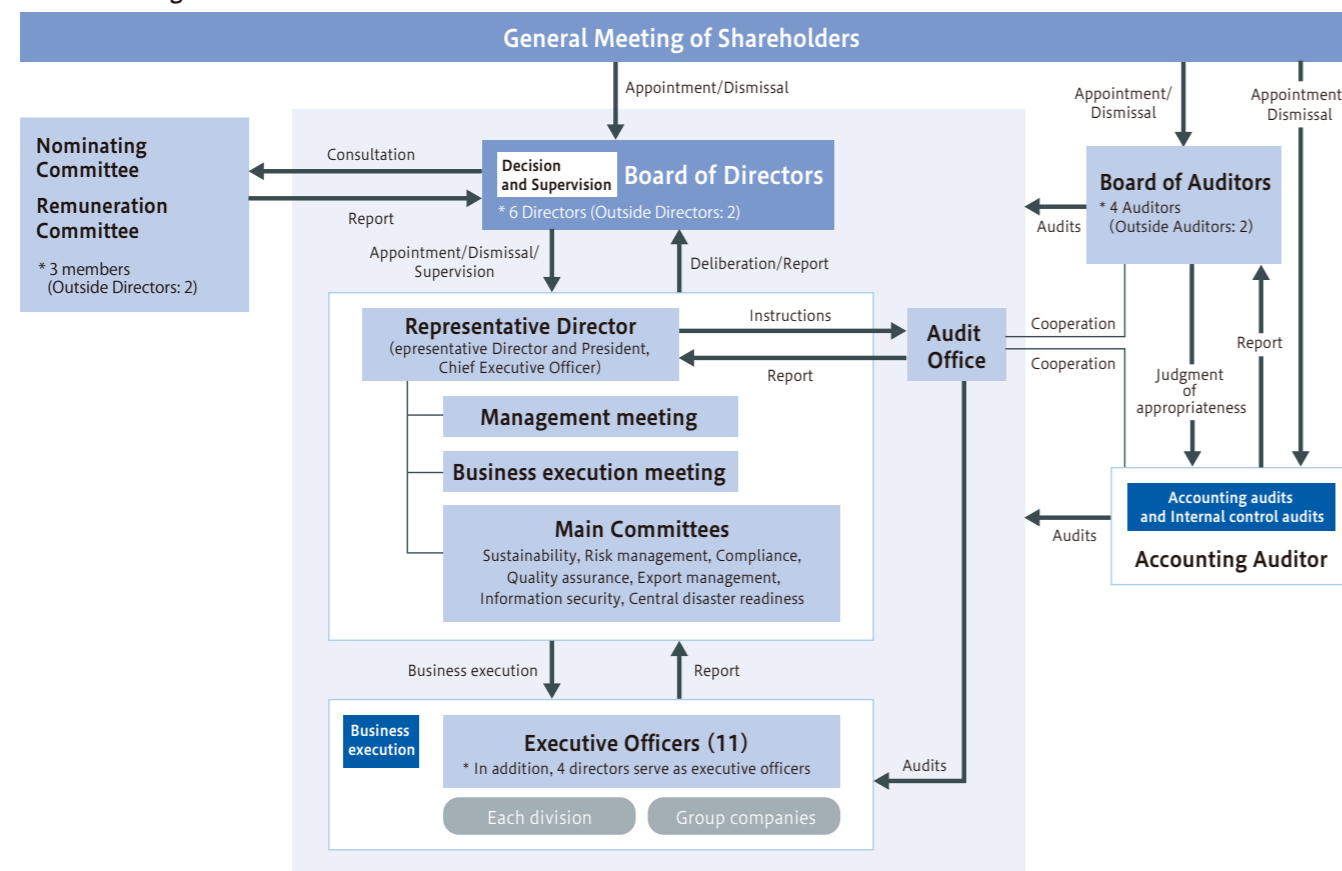 General Meeting of Shareholders
Appointment/Dismissal
Appointment/
Dismissal
Appointment
Dismissal
Nominating
Committee
Remuneration
Committee
* 3 members
(Outside Directors: 2)
Consultation
Report
Decision
and Supervision
Board of Directors
* 6 Directors (Outside Directors: 2)
Board of Auditors
* 4 Auditors
(Outside Auditors: 2)
Audits
Appointment/Dismissal/
Supervision
Deliberation/Report
Representative Director
(epresentative Director and President,
Chief Executive Officer)
Instructions
Report
Audit
Office
Cooperation
Cooperation
Judgment
of
appropriateness
Report
Management meeting
Business execution meeting
Main Committees
Sustainability, Risk management, Compliance,
Quality assurance, Export management,
Information security, Central disaster readiness
Audits
Accounting audits
and Internal control audits
Accounting Auditor
Business execution
Report
Business
execution
Executive Officers (11)
* In addition, 4 directors serve as executive officers
Audits
Each division
Group companies